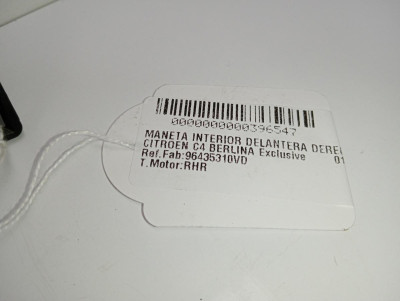 0000000000396547
MANETA INTERIOR DELANTERA DERE
CITROEN C4 BERLINA Exclusive 01
Ref.Fab:96435310VD
T.Motor:RHR